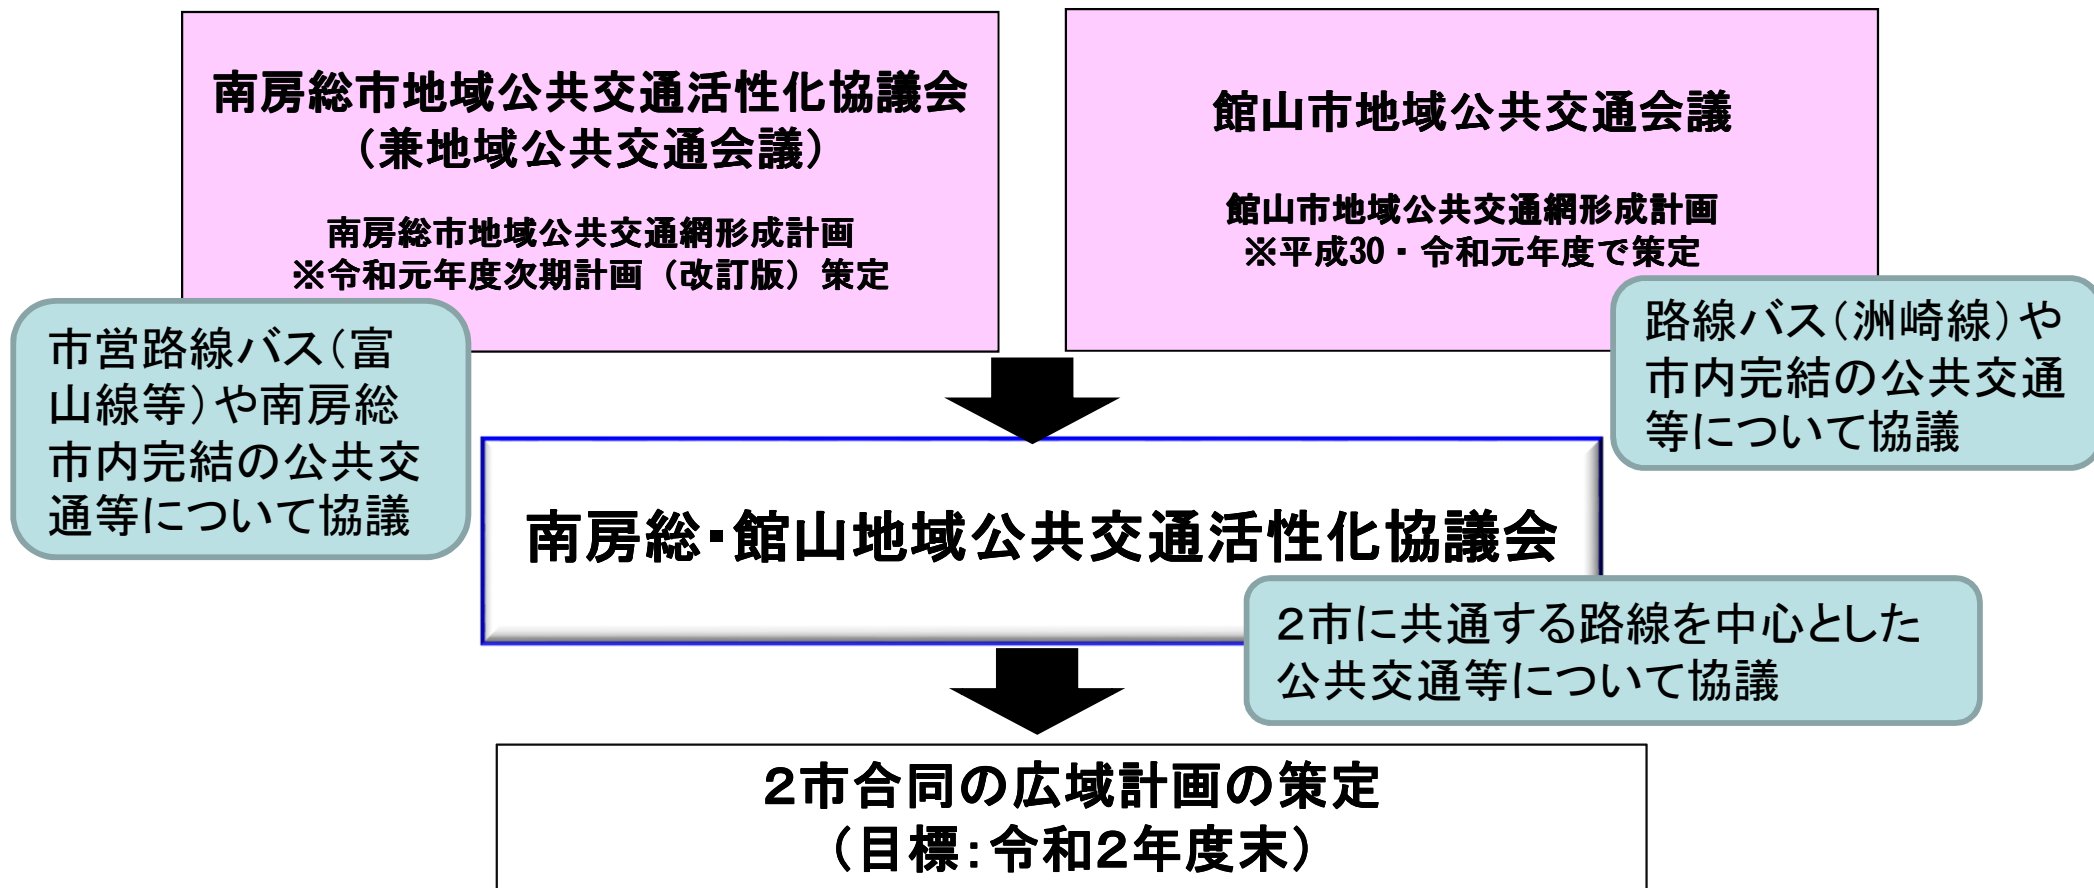 南房総市地域公共交通活性化協議会
（兼地域公共交通会議）
南房総市地域公共交通網形成計画
※令和元年度次期計画（改訂版）策定
館山市地域公共交通会議
館山市地域公共交通網形成計画
※平成30・令和元年度で策定
市営路線バス（富
山線等）や南房総
市内完結の公共交
通等について協議
路線バス（洲崎線）や
市内完結の公共交通
等について協議
南房総・館山地域公共交通活性化協議会
２市に共通する路線を中心とした
公共交通等について協議
２市合同の広域計画の策定
（目標：令和２年度末）